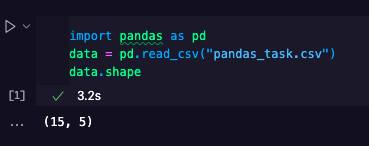 import pandas as pd
data = pd.read_csv("pandas_task.csv")
data.shape
[1]
3.2s
...
(15, 5)